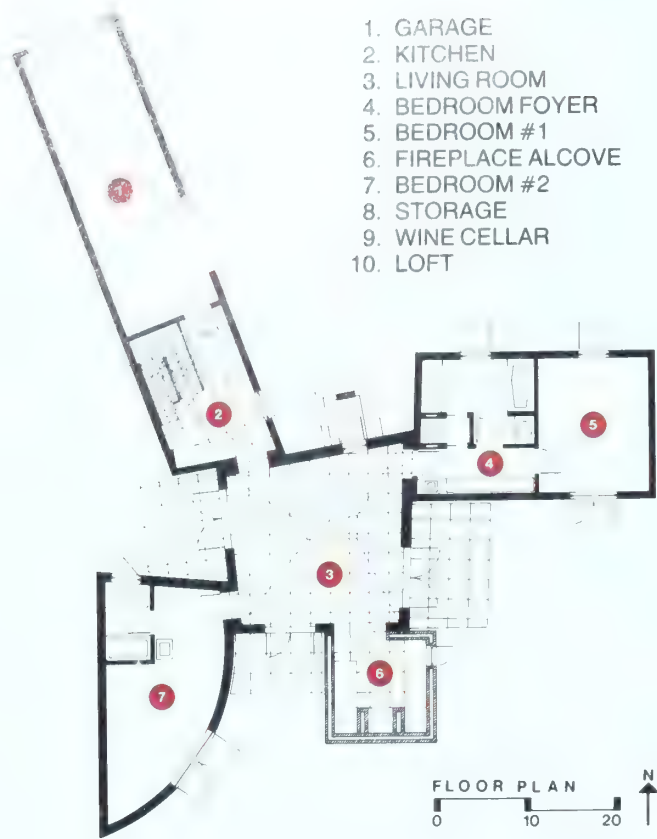 1. GARAGE
2. KITCHEN
3. LIVING ROOM
4. BEDROOM FOYER
5. BEDROOM #1
6. FIREPLACE ALCOVE
7. BEDROOM #2
8. STORAGE
9. WINE CELLAR
10. LOFT
1
2
5
4
3
6
7
FLOOR PLAN
N
0 10 20